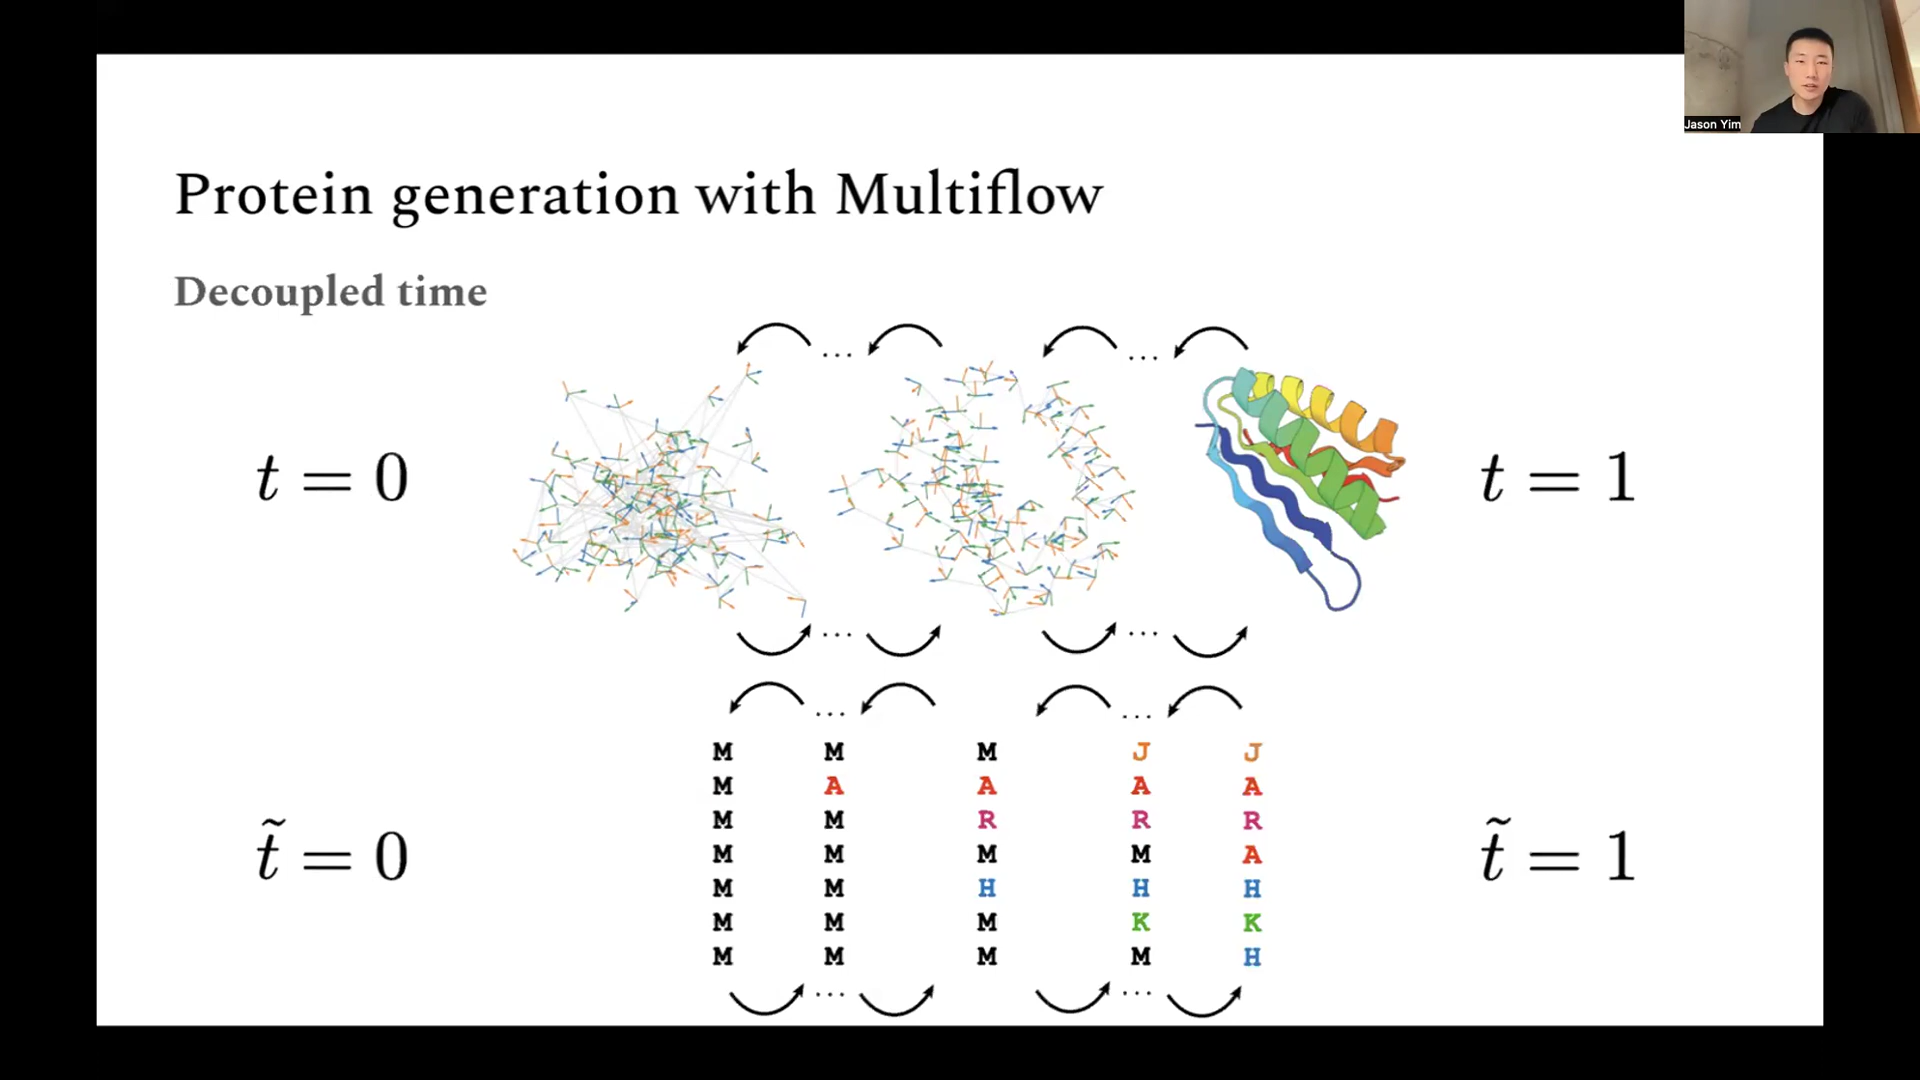 Jason Yim
Protein generation with Multiflow
Decoupled time
... ...
t = 0
t = 1
... ...
... ...
M M M J J
M A A A A
M M R R R
M M M M A
M M H H H
M M M K K
M M M M H
t̃ = 0
t̃ = 1
... ...